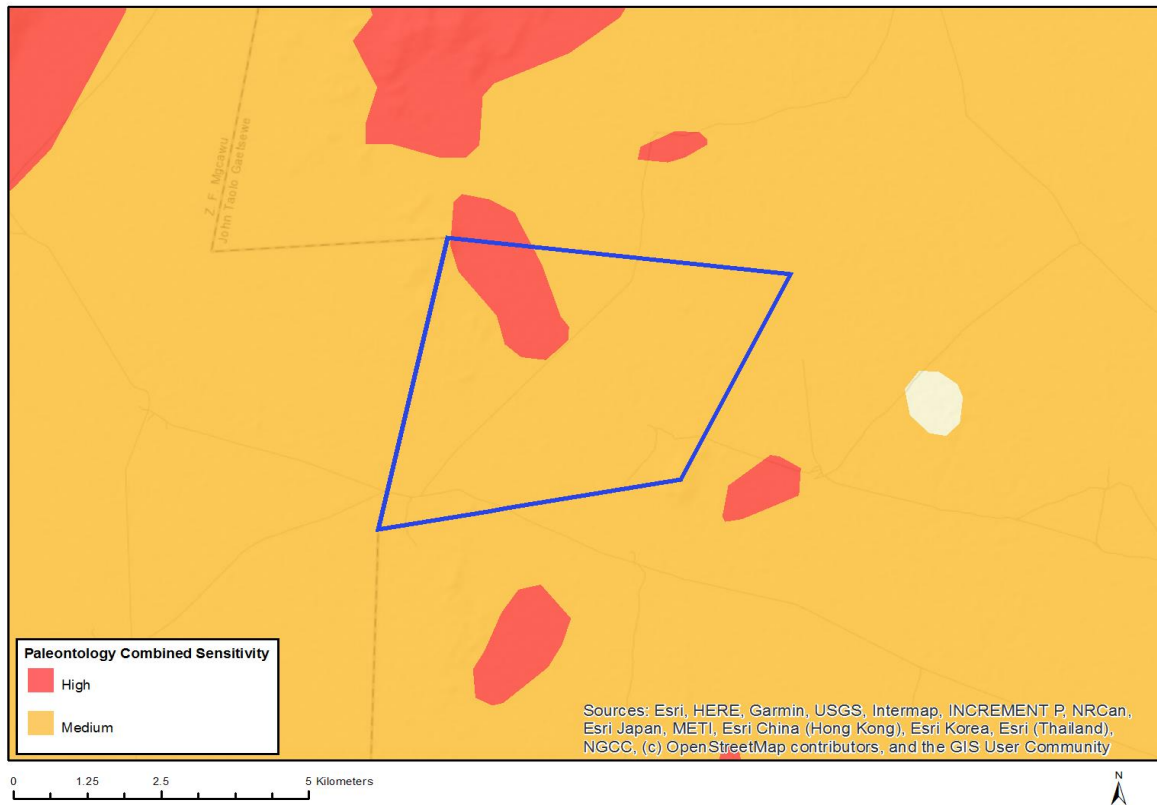 Z. F. Mgcawu
John Taolo Gaetsewe
Paleontology Combined Sensitivity
High
Medium
Sources: Esri, HERE, Garmin, USGS, Intermap, INCREMENT P, NRCan,
Esri Japan, METI, Esri China (Hong Kong), Esri Korea, Esri (Thailand),
NGCC, (c) OpenStreetMap contributors, and the GIS User Community
0 1.25 2.5 5 Kilometers
N